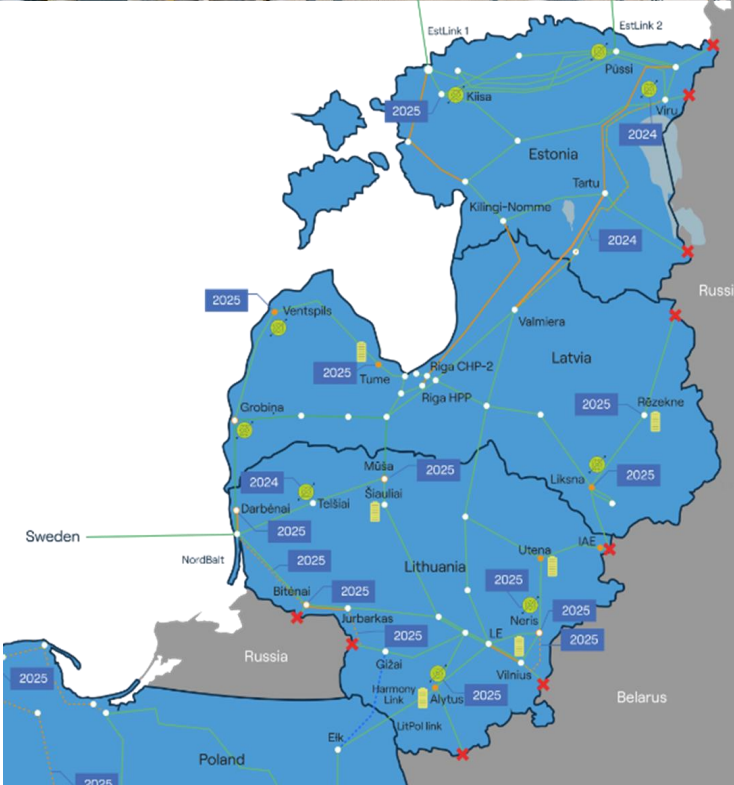 EstLink 1
EstLink 2
Püssi
Kiisa
2025
Viru
2024
Estonia
Tartu
Kilingi-Nomme
2024
Russi
2025
Ventspils
Valmiera
Latvia
Riga CHP-2
2025
Tume
Riga HPP
Rēzekne
2025
Grobiņa
Mūša
2025
Liksna
2025
2024
Telšiai
Šiauliai
Darbėnai
2025
Sweden
NordBalt
2025
Utena
IAE
Lithuania
2025
Bitėnai
2025
Jurbarkas
Neris
2025
2025
2025
LE
Russia
Gižai
Vilnius
Harmony
Link
Alytus
2025
Belarus
LitPol link
2025
Elk
Poland
2025